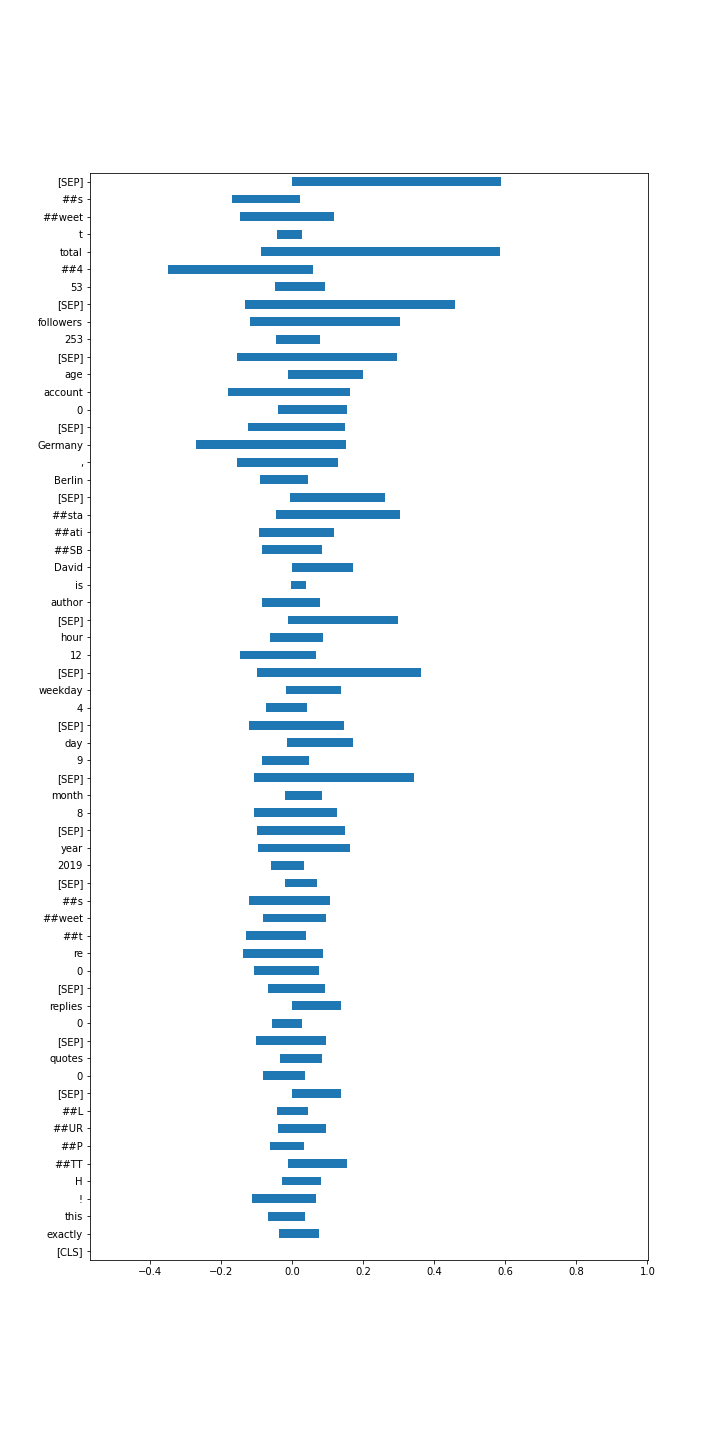 [SEP]
##s
##weet
t
total
##4
53
[SEP]
followers
253
[SEP]
age
account
0
[SEP]
Germany
,
Berlin
[SEP]
##sta
##ati
##SB
David
is
author
[SEP]
hour
12
[SEP]
weekday
4
[SEP]
day
9
[SEP]
month
8
[SEP]
year
2019
[SEP]
##s
##weet
##t
re
0
[SEP]
replies
0
[SEP]
quotes
0
[SEP]
##L
##UR
##P
##TT
H
!
this
exactly
[CLS]
−0.4 −0.2 0.0 0.2 0.4 0.6 0.8 1.0